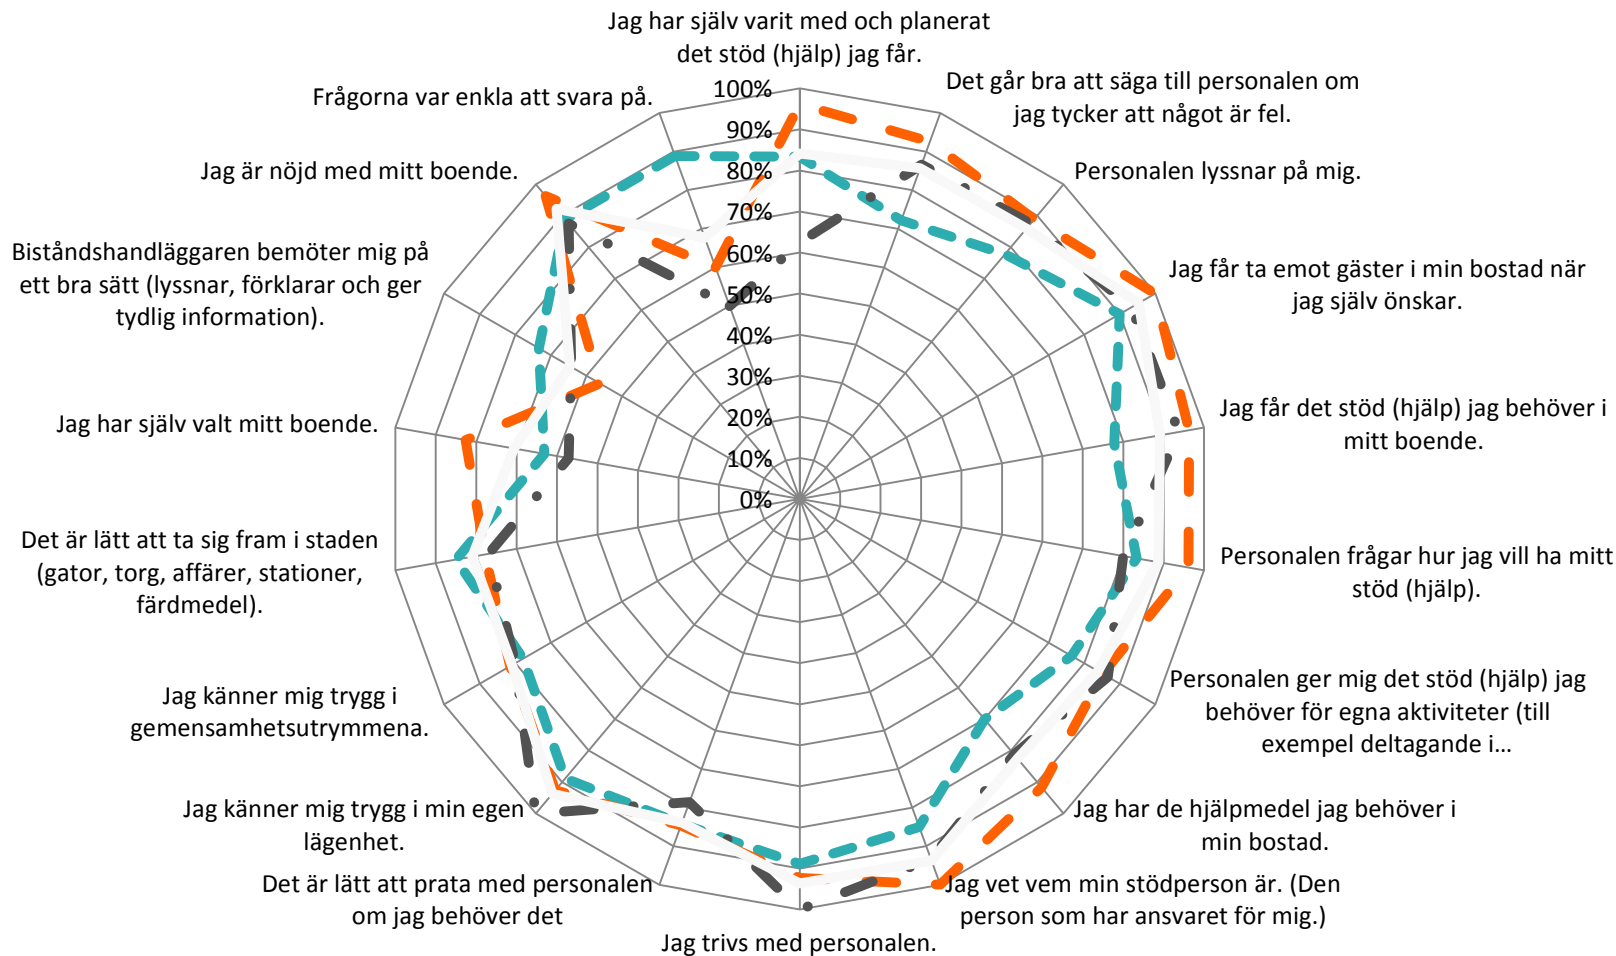 Jag har själv varit med och planerat
det stöd (hjälp) jag får.
Det går bra att säga till personalen om
jag tycker att något är fel.
Personalen lyssnar på mig.
Jag får ta emot gäster i min bostad när
jag själv önskar.
Jag får det stöd (hjälp) jag behöver i
mitt boende.
Personalen frågar hur jag vill ha mitt
stöd (hjälp).
Personalen ger mig det stöd (hjälp) jag
behöver för egna aktiviteter (till
exempel deltagande i…
Jag har de hjälpmedel jag behöver i
min bostad.
Jag vet vem min stödperson är. (Den
person som har ansvaret för mig.)
Jag trivs med personalen.
Det är lätt att prata med personalen
om jag behöver det
Jag känner mig trygg i min egen
lägenhet.
Jag känner mig trygg i
gemensamhetsutrymmena.
Det är lätt att ta sig fram i staden
(gator, torg, affärer, stationer,
färdmedel).
Jag har själv valt mitt boende.
Biståndshandläggaren bemöter mig på
ett bra sätt (lyssnar, förklarar och ger
tydlig information).
Jag är nöjd med mitt boende.
Frågorna var enkla att svara på.
100%
90%
80%
70%
60%
50%
40%
30%
20%
10%
0%